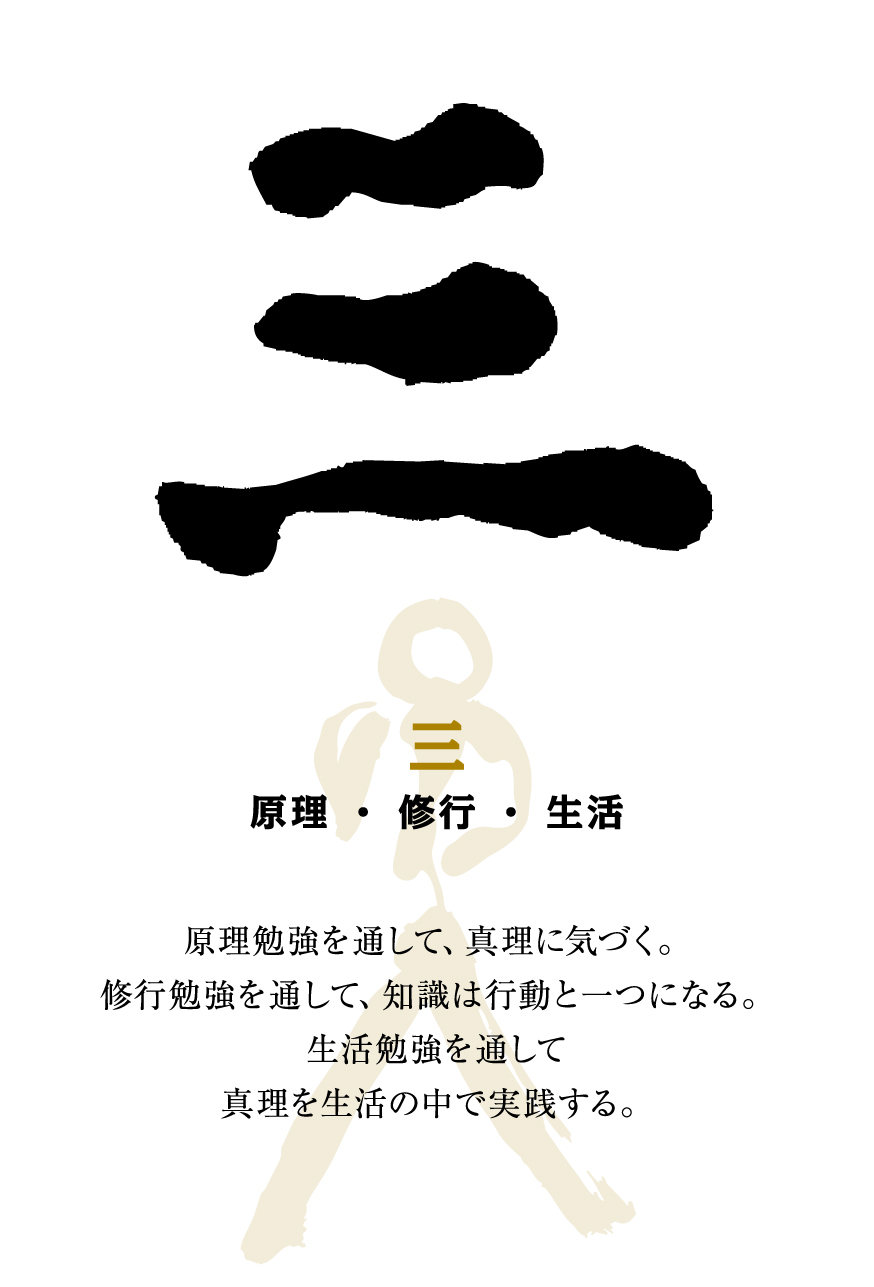 三
三
原理 ・ 修行 ・ 生活
原理勉強を通して、真理に気づく。
修行勉強を通して、知識は行動と一つになる。
生活勉強を通して
真理を生活の中で実践する。